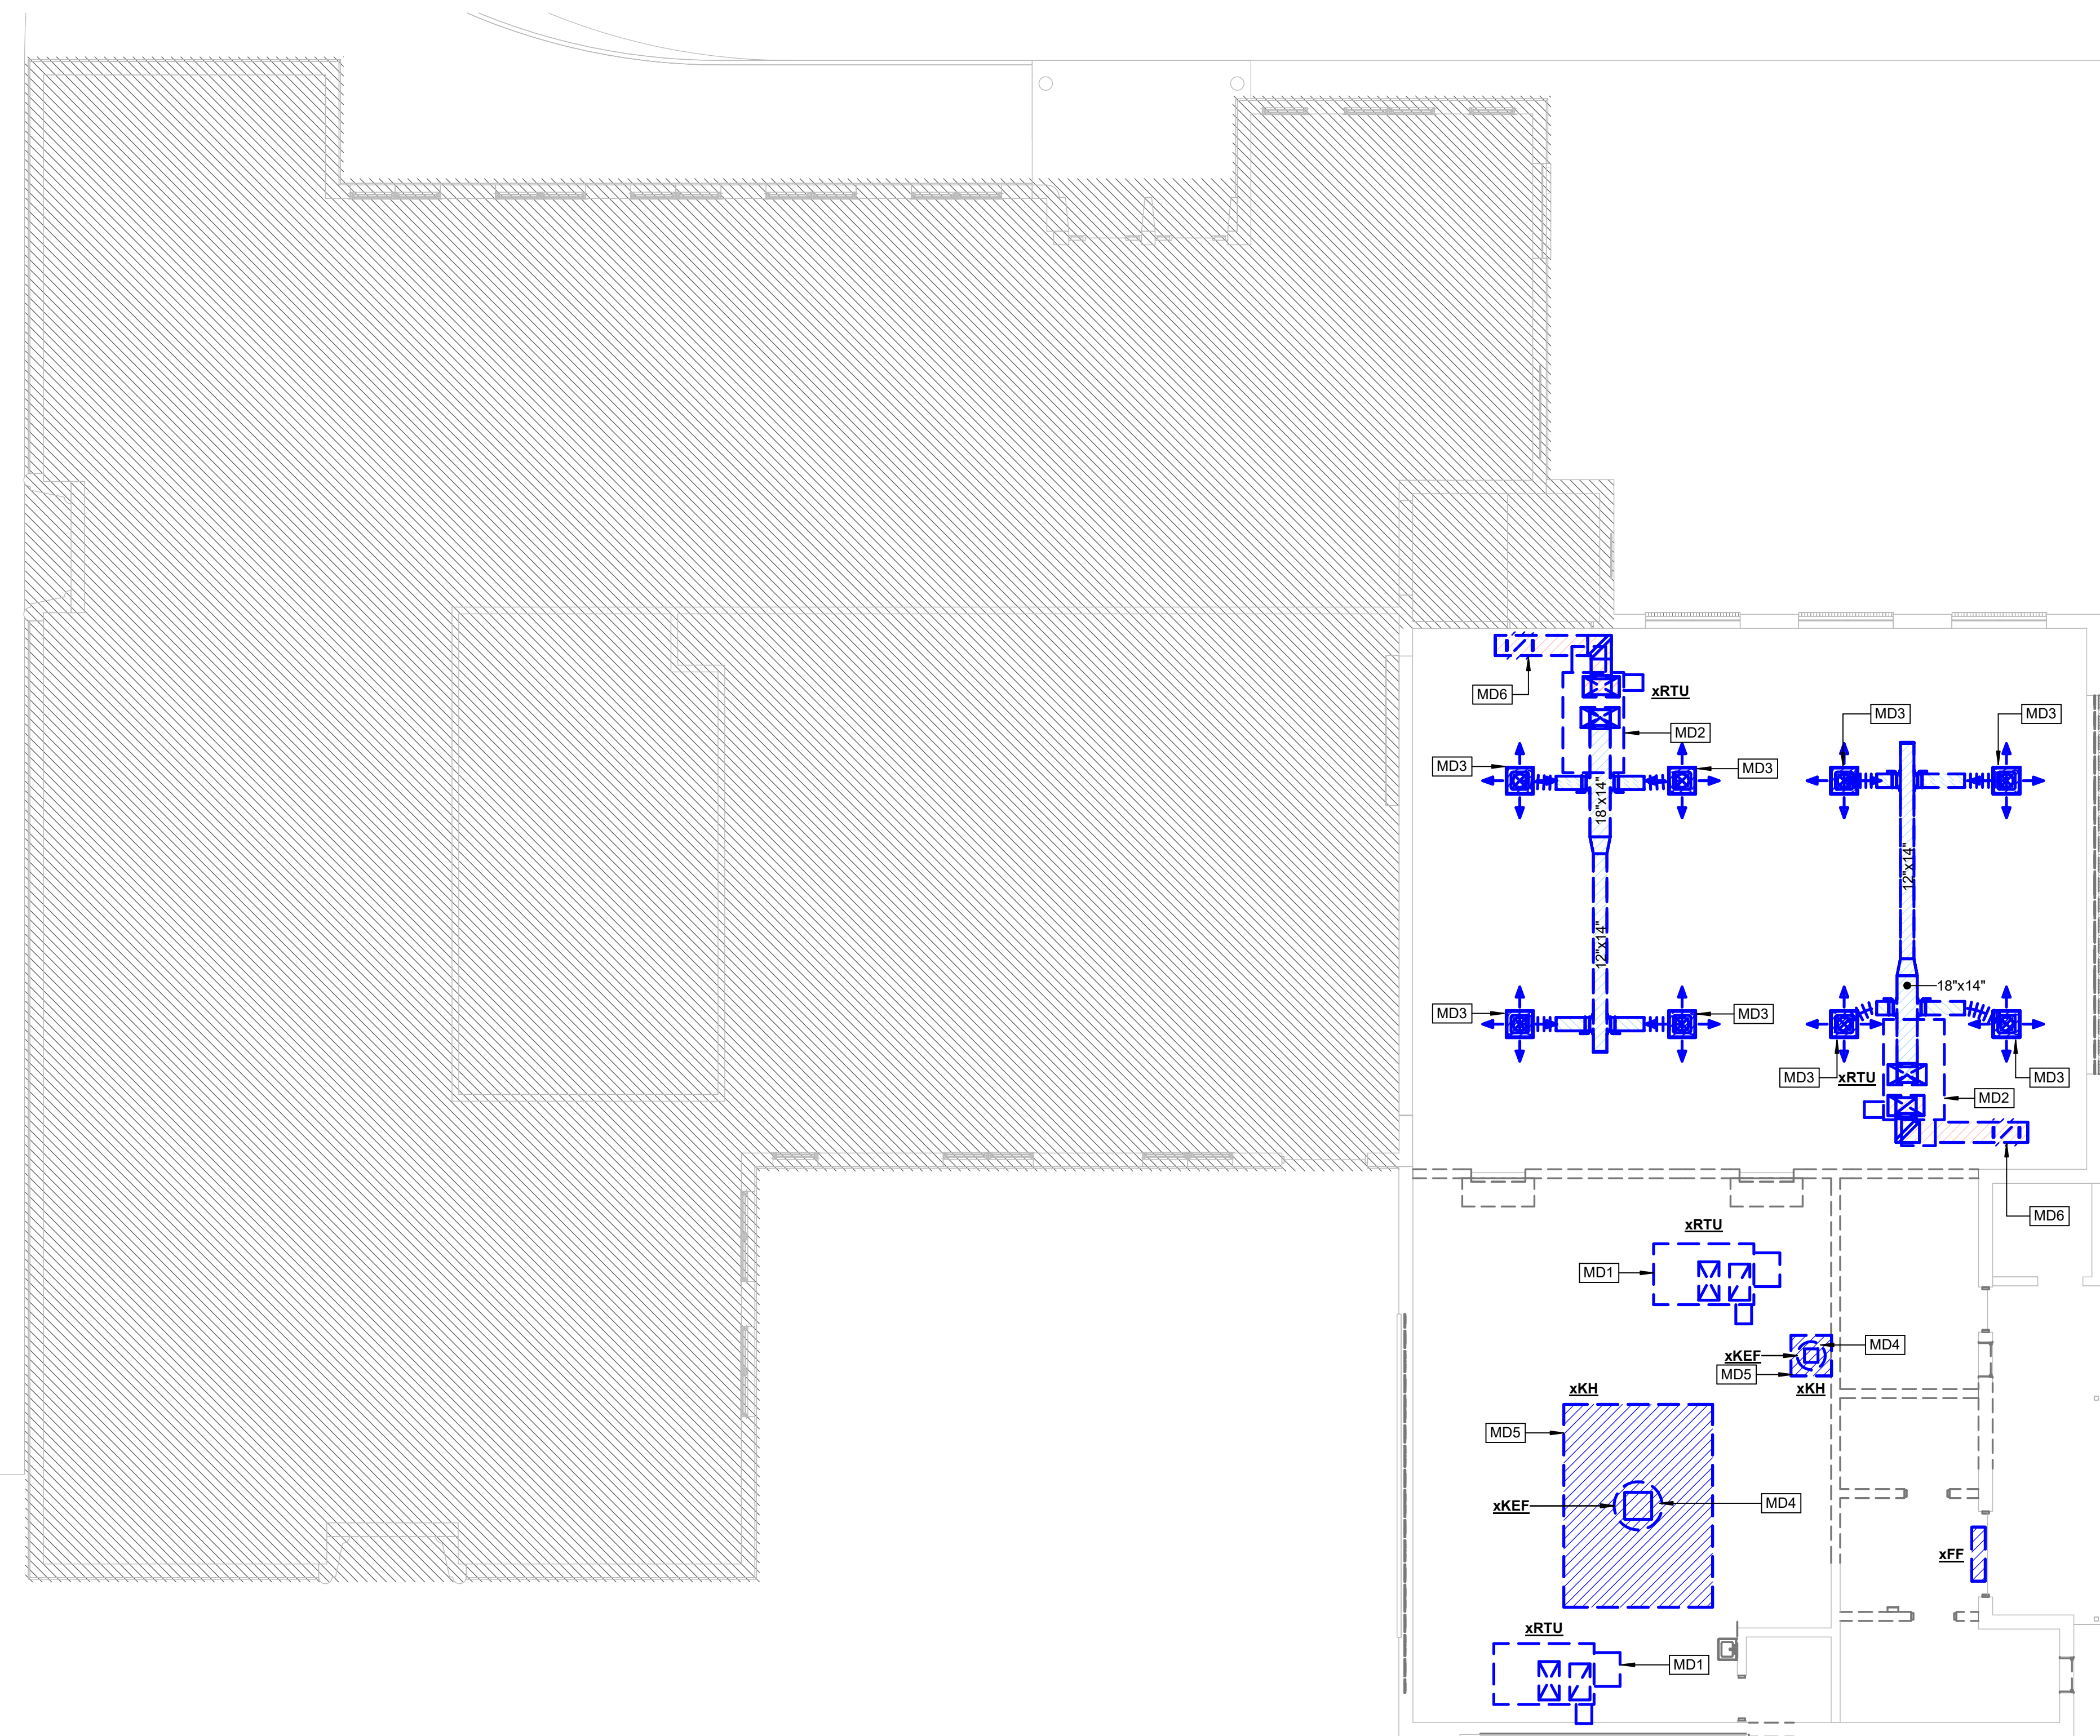 MD6
xRTU
MD2
MD3
MD3
MD3
MD3
18"x14"
12"x14"
12"x14"
18"x14"
MD3
MD3
MD3
xRTU
MD3
MD2
MD6
xRTU
MD1
MD4
xKEF
MD5
xKH
xKH
MD5
MD4
xKEF
xFF
xRTU
MD1